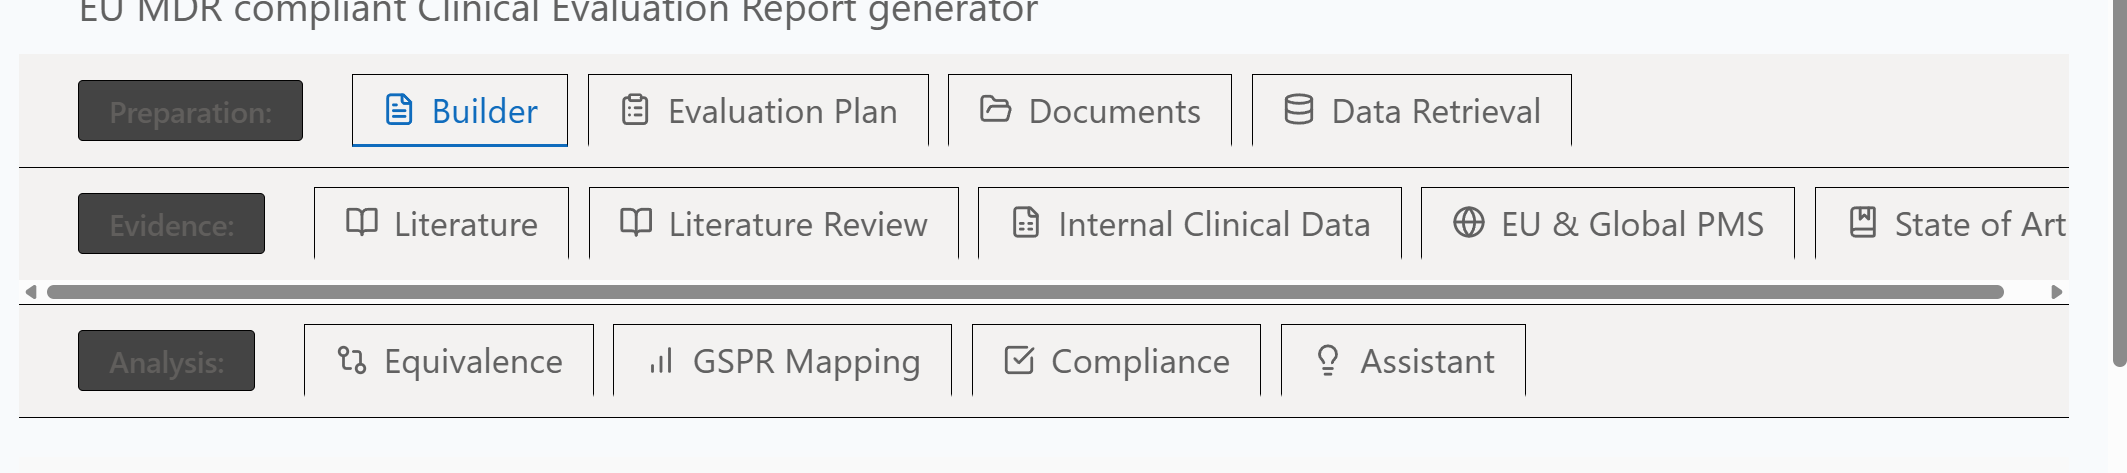 EU MDR compliant Clinical Evaluation Report generator
Preparation: Builder Evaluation Plan Documents Data Retrieval
Evidence: Literature Literature Review Internal Clinical Data EU & Global PMS State of Art
Analysis: Equivalence GSPR Mapping Compliance Assistant